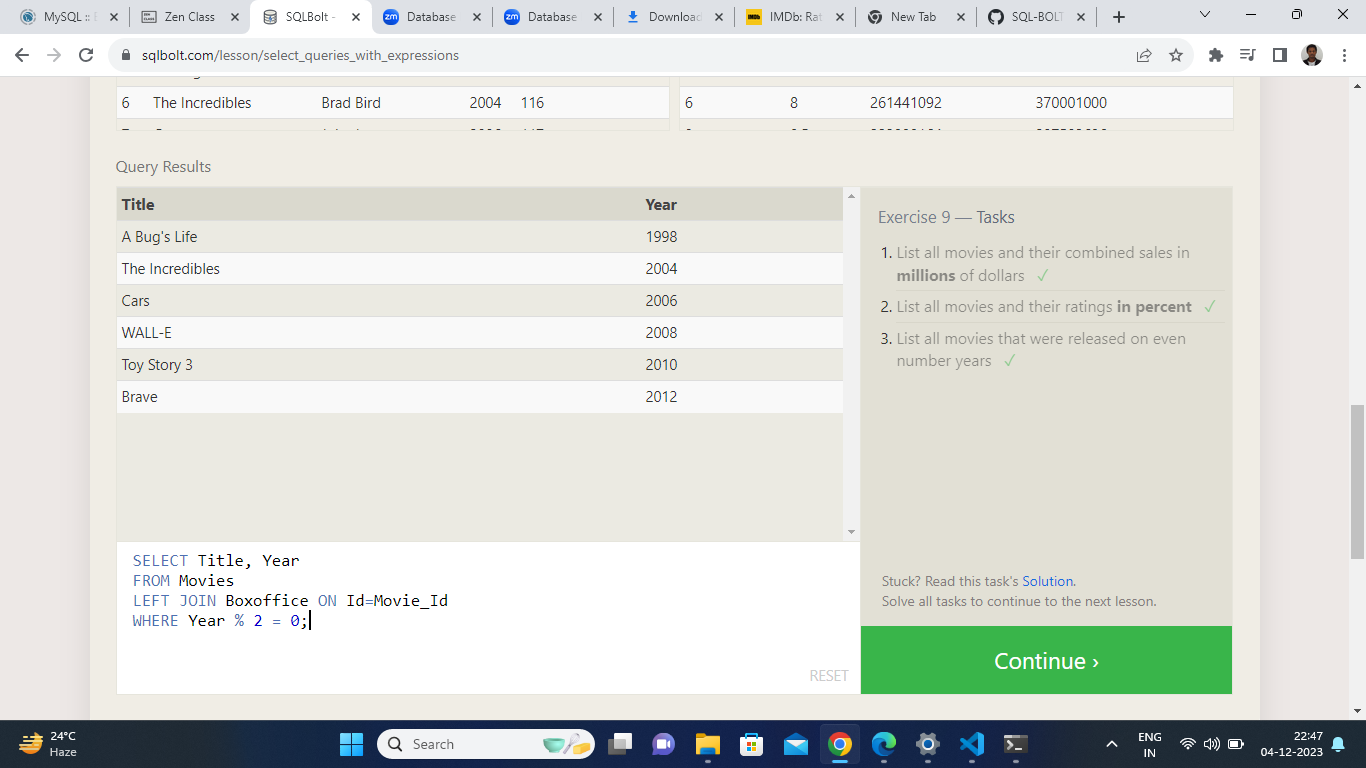 MySQL :: E
Zen Class
SQLBolt -
Database
Database
Download
IMDb: Rat
New Tab
SQL-BOLT
sqlbolt.com/lesson/select_queries_with_expressions
6 The Incredibles Brad Bird 2004 116
6 8 261441092 370001000
Query Results
Title Year
A Bug's Life 1998
The Incredibles 2004
Cars 2006
WALL-E 2008
Toy Story 3 2010
Brave 2012
Exercise 9 — Tasks
1. List all movies and their combined sales in
millions of dollars ✓
2. List all movies and their ratings in percent ✓
3. List all movies that were released on even
number years ✓
SELECT Title, Year
FROM Movies
LEFT JOIN Boxoffice ON Id=Movie_Id
WHERE Year % 2 = 0;
RESET
Stuck? Read this task's Solution.
Solve all tasks to continue to the next lesson.
Continue ›
24°C
Haze
Search
ENG
IN
22:47
04-12-2023